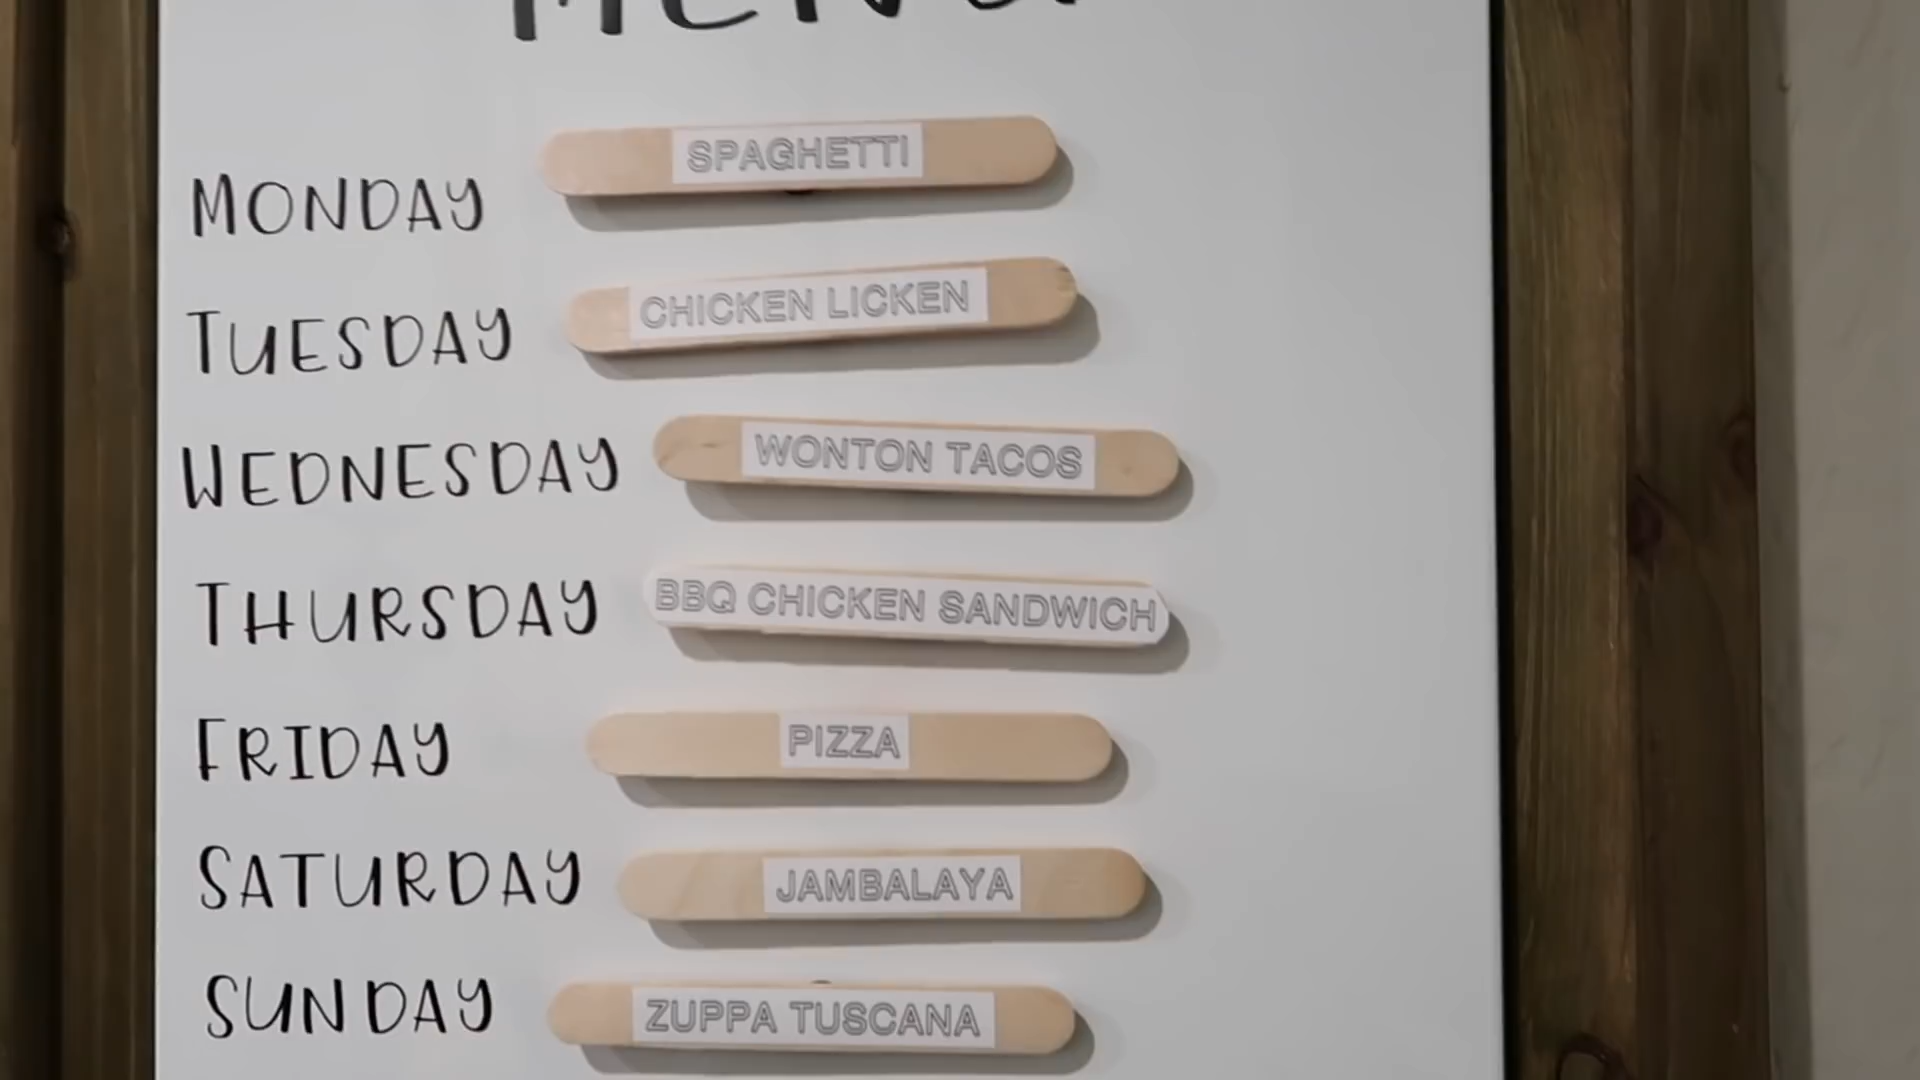 MENU
MONDAY SPAGHETTI
TUESDAY CHICKEN LICKEN
WEDNESDAY WONTON TACOS
THURSDAY BBQ CHICKEN SANDWICH
FRIDAY PIZZA
SATURDAY JAMBALAYA
SUNDAY ZUPPA TUSCANA